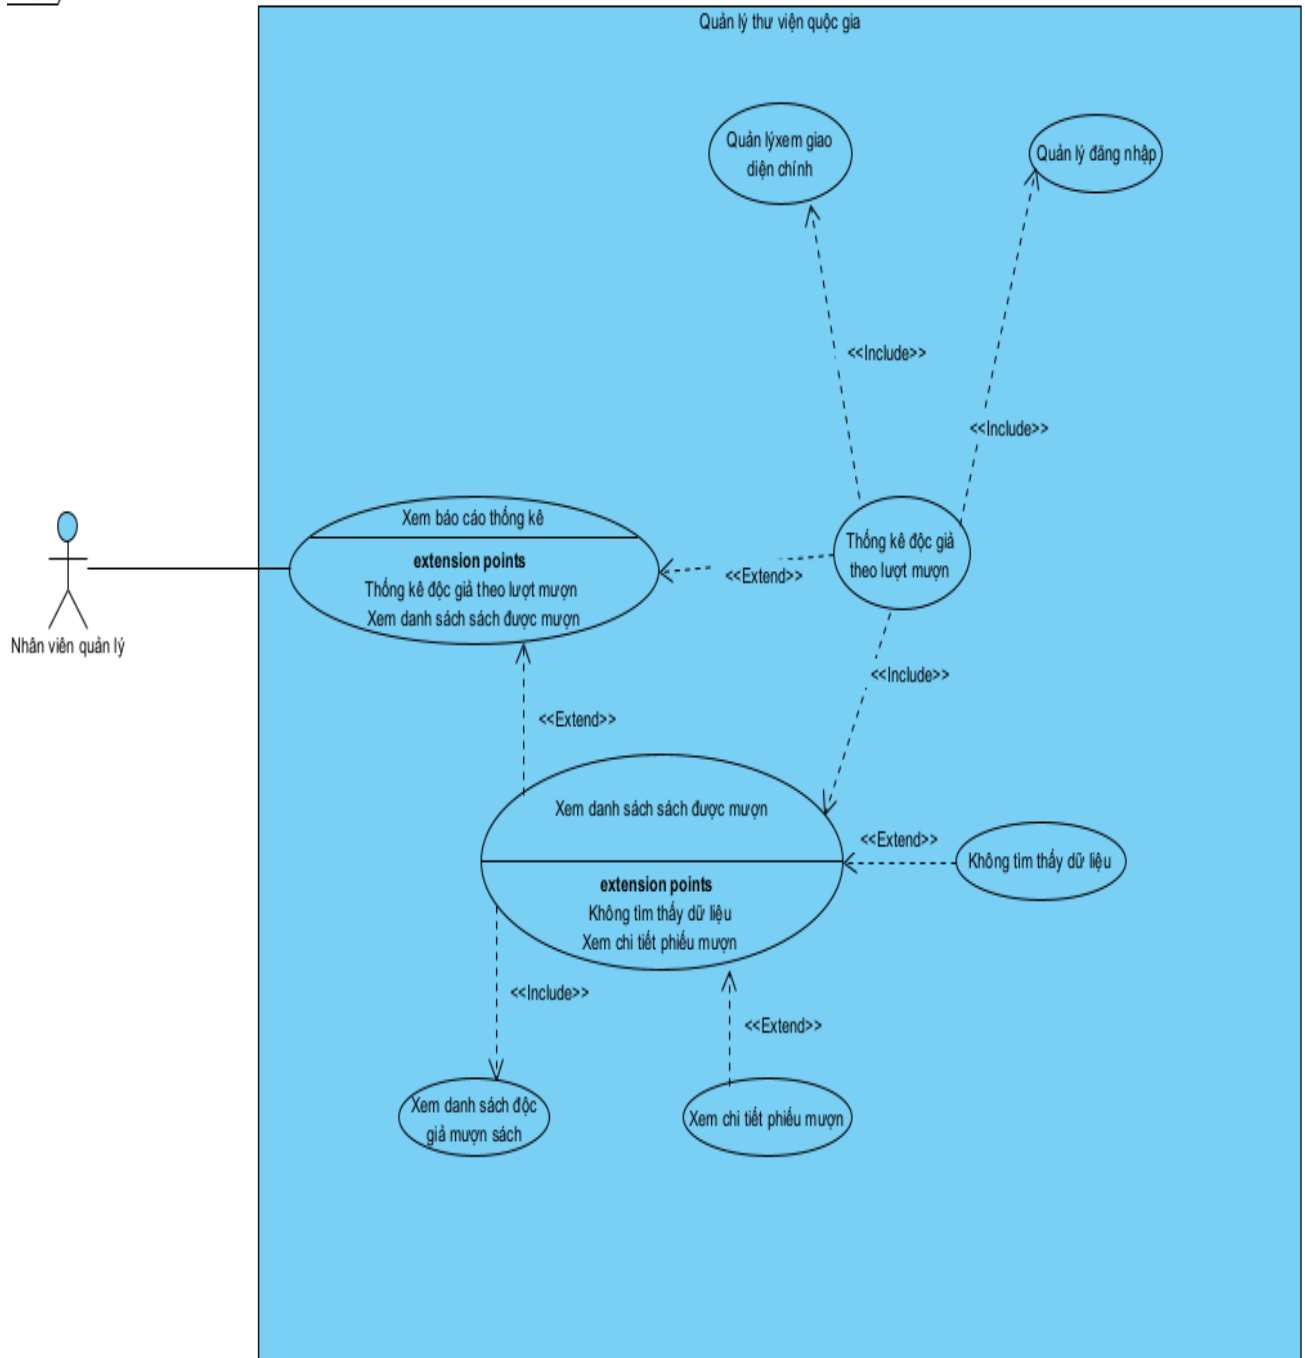 Quản lý thư viện quộc gia
Quản lýxem giao
diện chính
Quản lý đăng nhập
<<Include>>
<<Include>>
Xem báo cáo thống kê
extension points
Thống kê độc giả theo lượt mượn
Xem danh sách sách được mượn
Thống kê độc giả
theo lượt mượn
<<Extend>>
Nhân viên quản lý
<<Include>>
<<Extend>>
Xem danh sách sách được mượn
extension points
Không tìm thấy dữ liệu
Xem chi tiết phiếu mượn
<<Extend>>
Không tìm thấy dữ liệu
<<Include>>
<<Extend>>
Xem danh sách độc
giả mượn sách
Xem chi tiết phiếu mượn